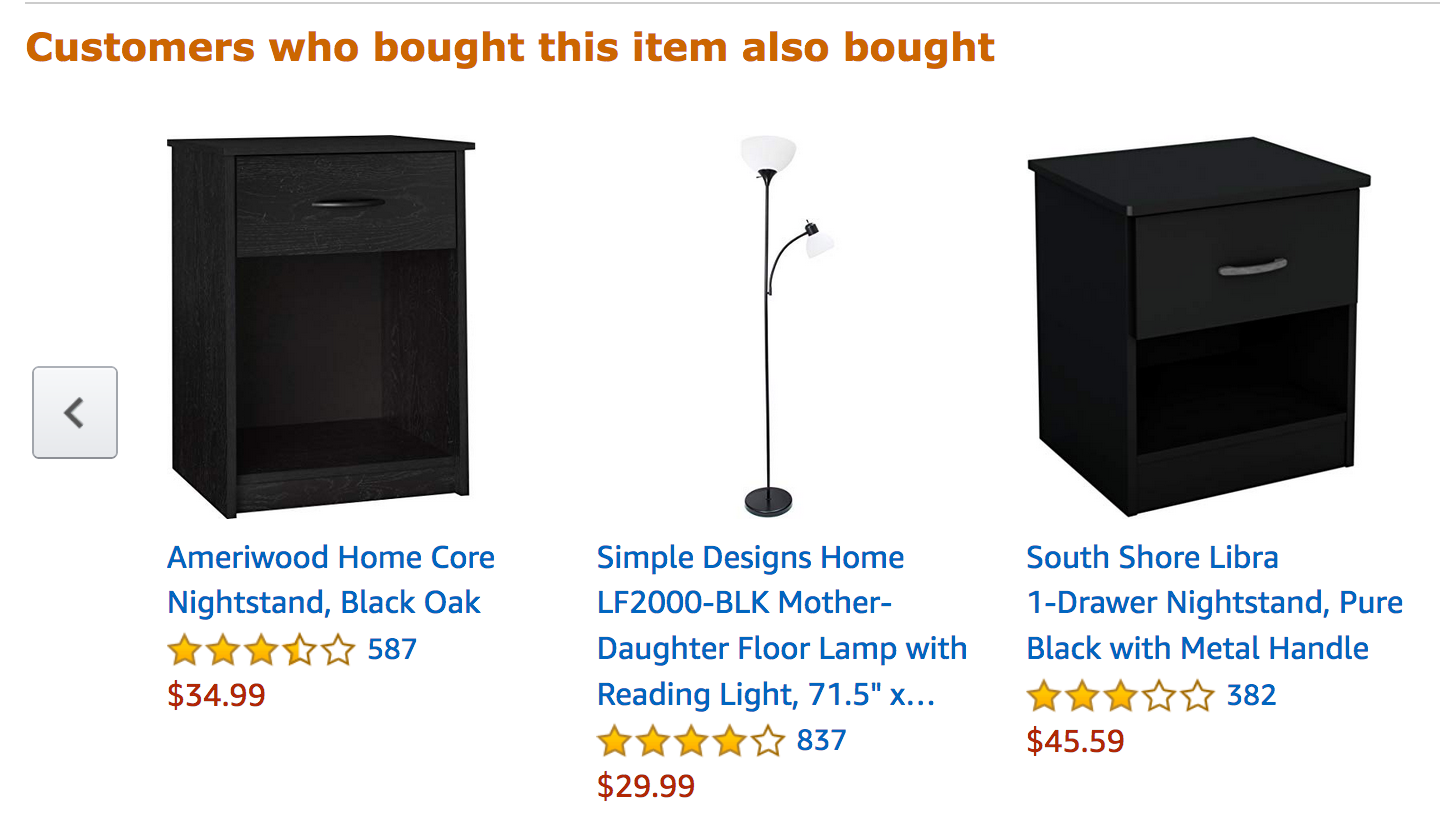 Customers who bought this item also bought
Ameriwood Home Core
Nightstand, Black Oak
587
$34.99
Simple Designs Home
LF2000-BLK Mother-
Daughter Floor Lamp with
Reading Light, 71.5" x...
837
$29.99
South Shore Libra
1-Drawer Nightstand, Pure
Black with Metal Handle
382
$45.59